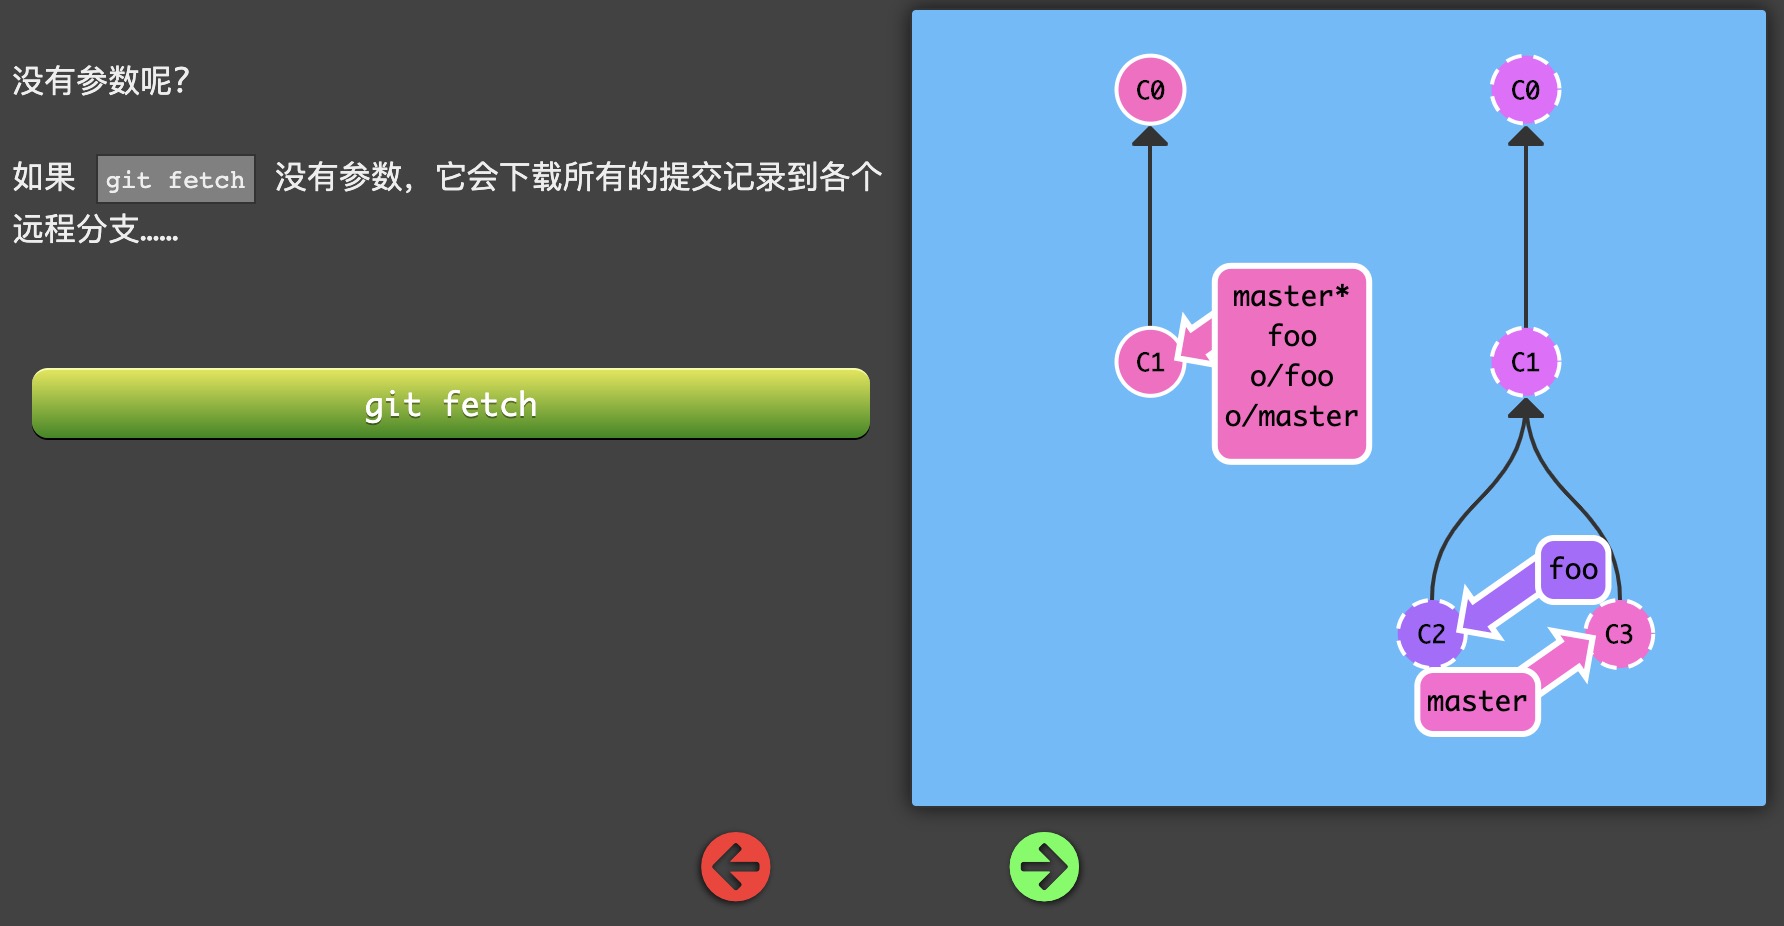 没有参数呢？
如果 git fetch 没有参数，它会下载所有的提交记录到各个
远程分支……
git fetch
C0
C1
master*
foo
o/foo
o/master
C0
C1
foo
C2
C3
master